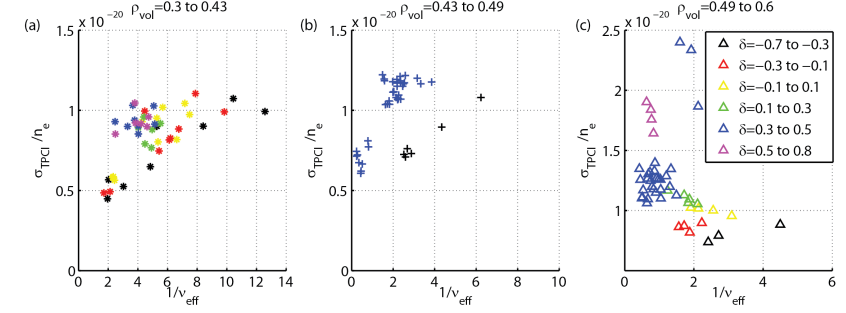 (a) 1.5 x 10⁻²⁰ ρvol=0.3 to 0.43
σTPCI /ne
1
0.5
0
0 2 4 6 8 10 12 14
1/νeff
(b) 1.5 x 10⁻²⁰ ρvol=0.43 to 0.49
σTPCI /ne
1
0.5
0
0 2 4 6 8 10
1/νeff
(c) 2.5 x 10⁻²⁰ ρvol=0.49 to 0.6
σTPCI /ne
2
1.5
1
0 2 4 6
1/νeff
δ=−0.7 to −0.3
δ=−0.3 to −0.1
δ=−0.1 to 0.1
δ=0.1 to 0.3
δ=0.3 to 0.5
δ=0.5 to 0.8